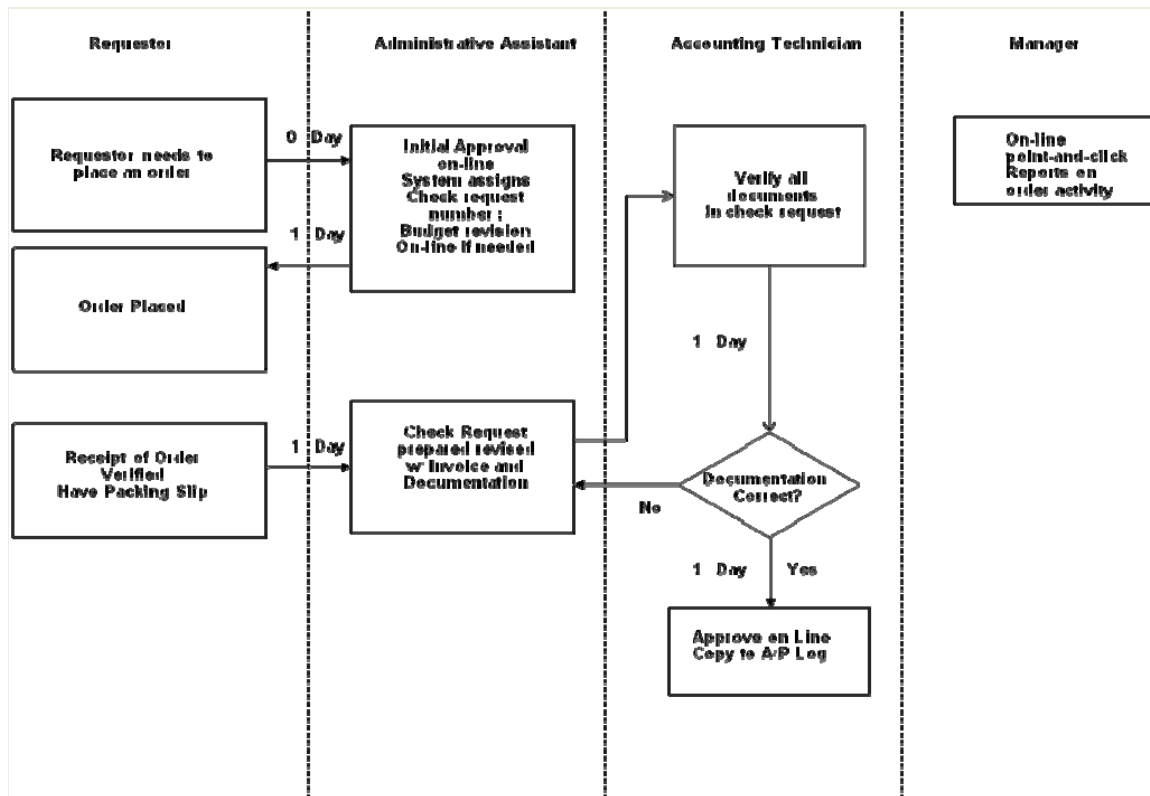 Requestor
Administrative Assistant
Accounting Technician
Manager
Requestor needs to
place an order
0 Day
Initial Approval
on-line
System assigns
Check request
number :
Budget revision
On-line if needed
1 Day
Order Placed
Verify all
documents
in check request
On-line
point-and-click
Reports on
order activity
1 Day
Receipt of Order
Verified
Have Packing Slip
1 Day
Check Request
prepared revised
w/ Invoice and
Documentation
Documentation
Correct?
No
1 Day
Yes
Approve on Line
Copy to A/P Log